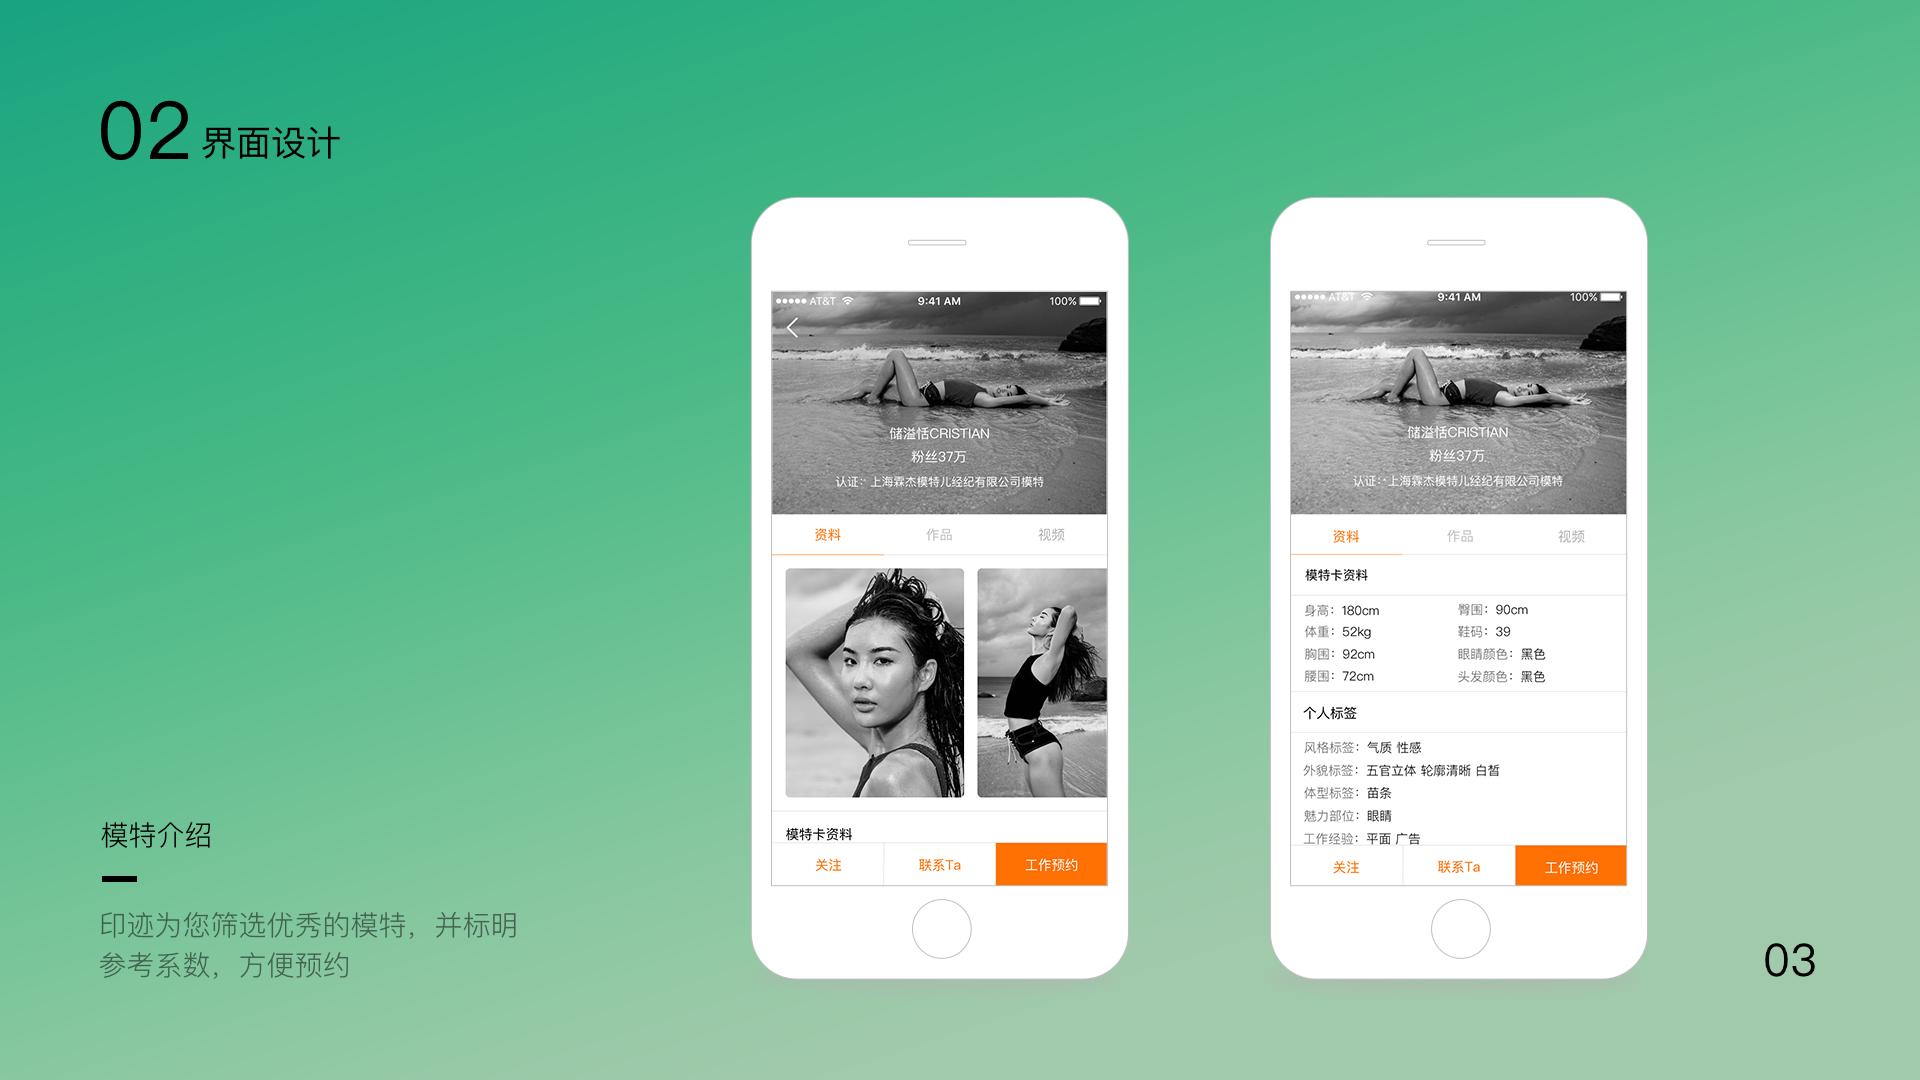 02 界面设计
AT&T 9:41 AM 100%
储溢恬CRISTIAN
粉丝37万
认证：上海霖杰模特儿经纪有限公司模特
资料 作品 视频
模特卡资料
关注 联系Ta 工作预约
AT&T 9:41 AM 100%
储溢恬CRISTIAN
粉丝37万
认证：上海霖杰模特儿经纪有限公司模特
资料 作品 视频
模特卡资料
身高：180cm 臀围：90cm
体重：52kg 鞋码：39
胸围：92cm 眼睛颜色：黑色
腰围：72cm 头发颜色：黑色
个人标签
风格标签：气质 性感
外貌标签：五官立体 轮廓清晰 白皙
体型标签：苗条
魅力部位：眼睛
工作经验：平面 广告
关注 联系Ta 工作预约
模特介绍
印迹为您筛选优秀的模特，并标明
参考系数，方便预约
03